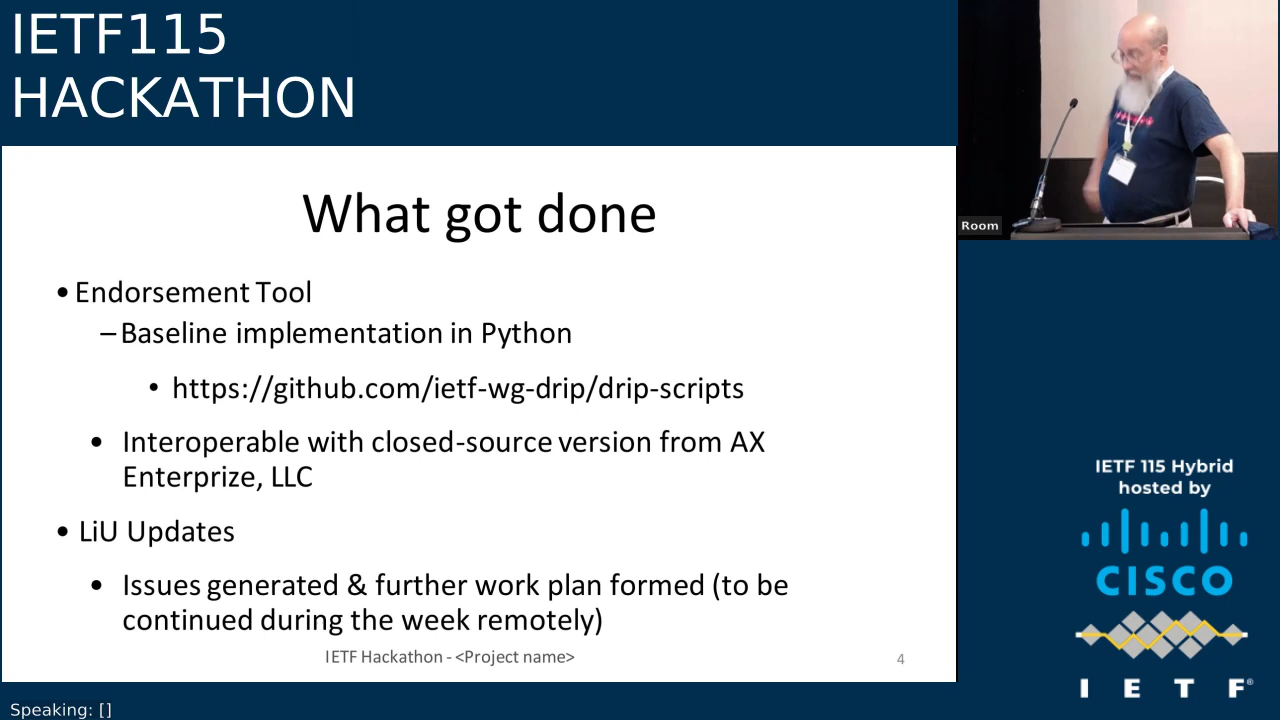 IETF115
HACKATHON
What got done
• Endorsement Tool
– Baseline implementation in Python
• https://github.com/ietf-wg-drip/drip-scripts
• Interoperable with closed-source version from AX
Enterprize, LLC
• LiU Updates
• Issues generated & further work plan formed (to be
continued during the week remotely)
IETF Hackathon - <Project name>
4
Room
IETF 115 Hybrid
hosted by
CISCO
I E T F®
Speaking: []